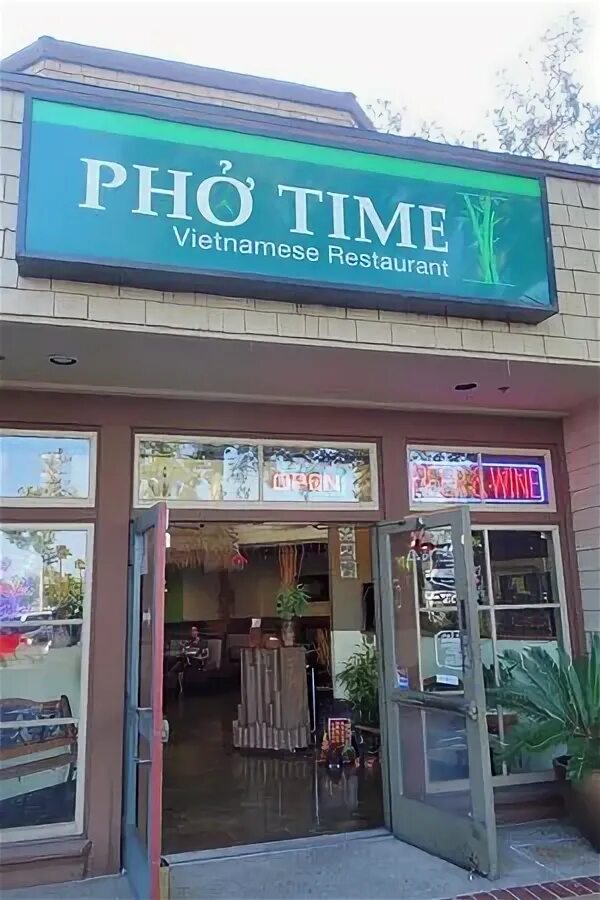 PHỞ TIME
Vietnamese Restaurant
OPEN
BEER & WINE